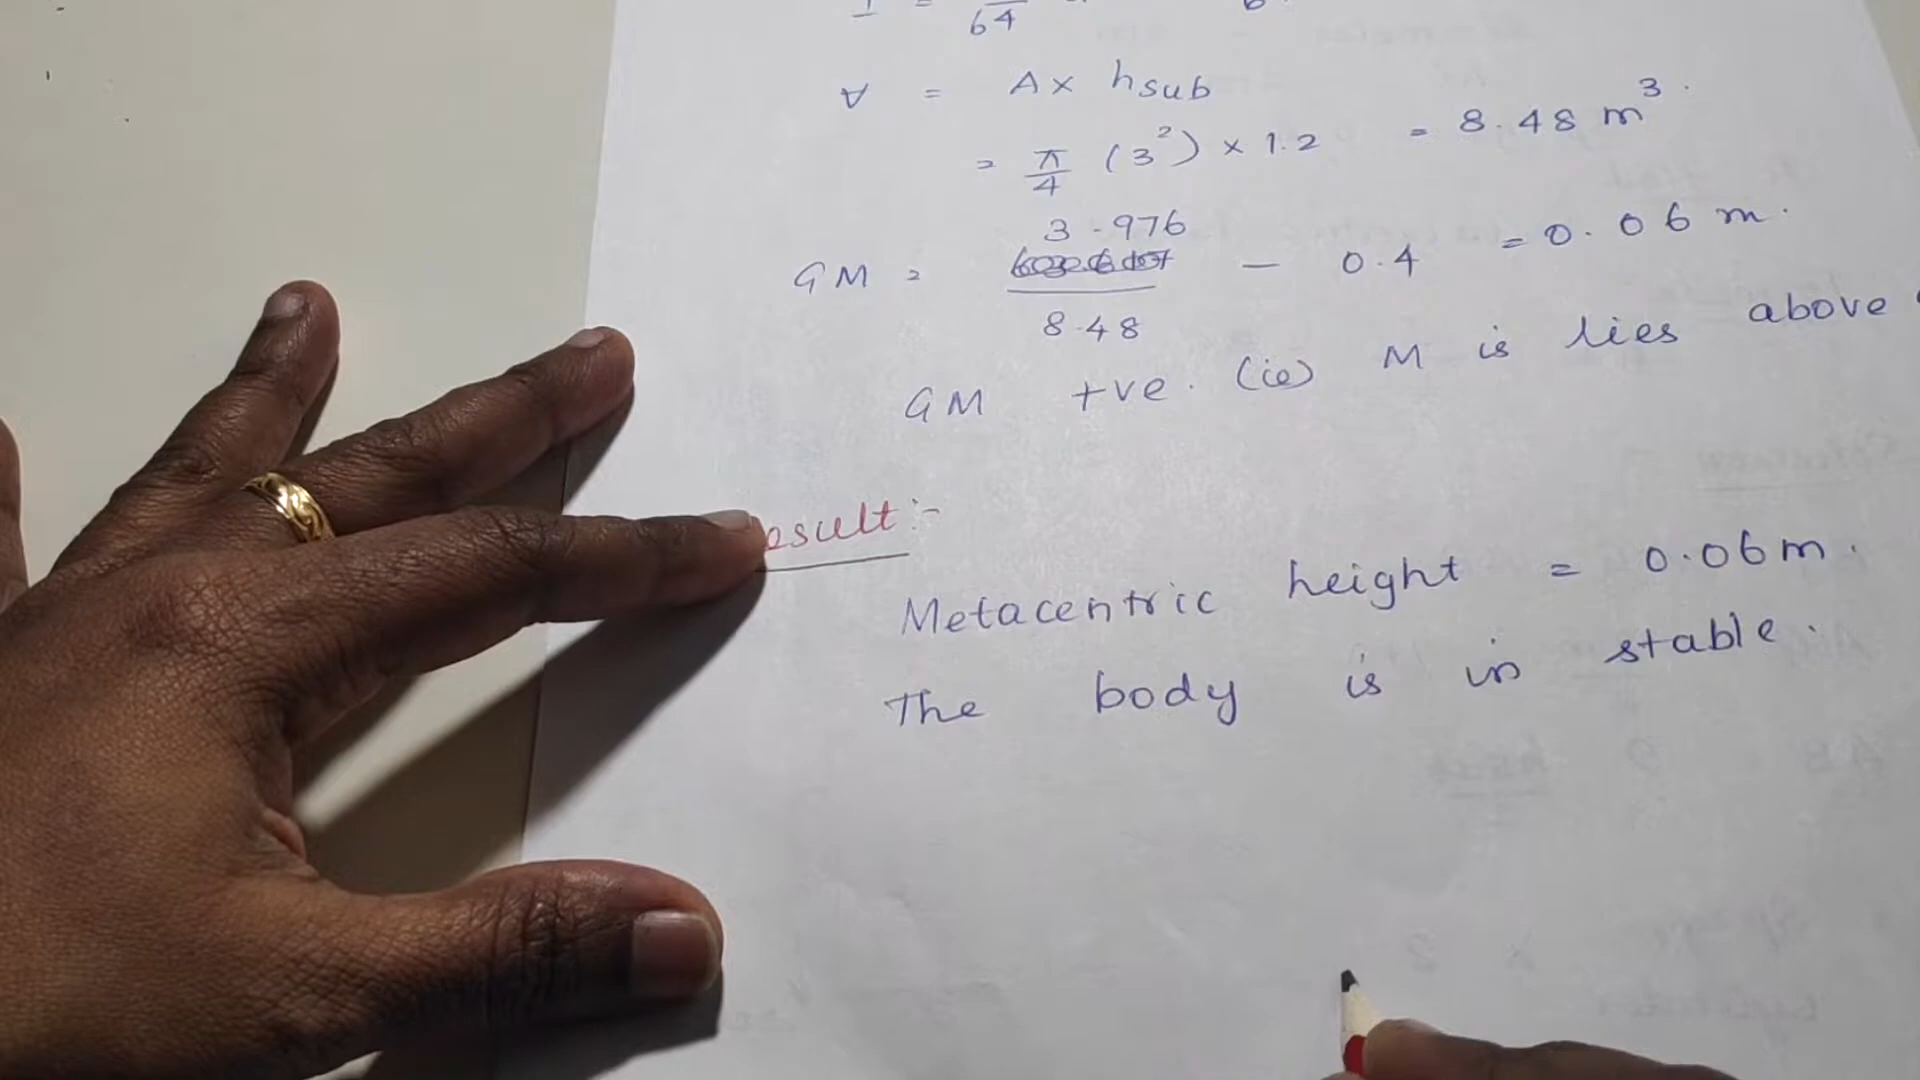 I = 64
∀ = A x hsub
= π/4 (3²) x 1.2 = 8.48 m³.
GM = 3.976/8.48 - 0.4 = 0.06 m.
GM +ve. (ie) M is lies above
esult:-
Metacentric height = 0.06m.
The body is in stable.